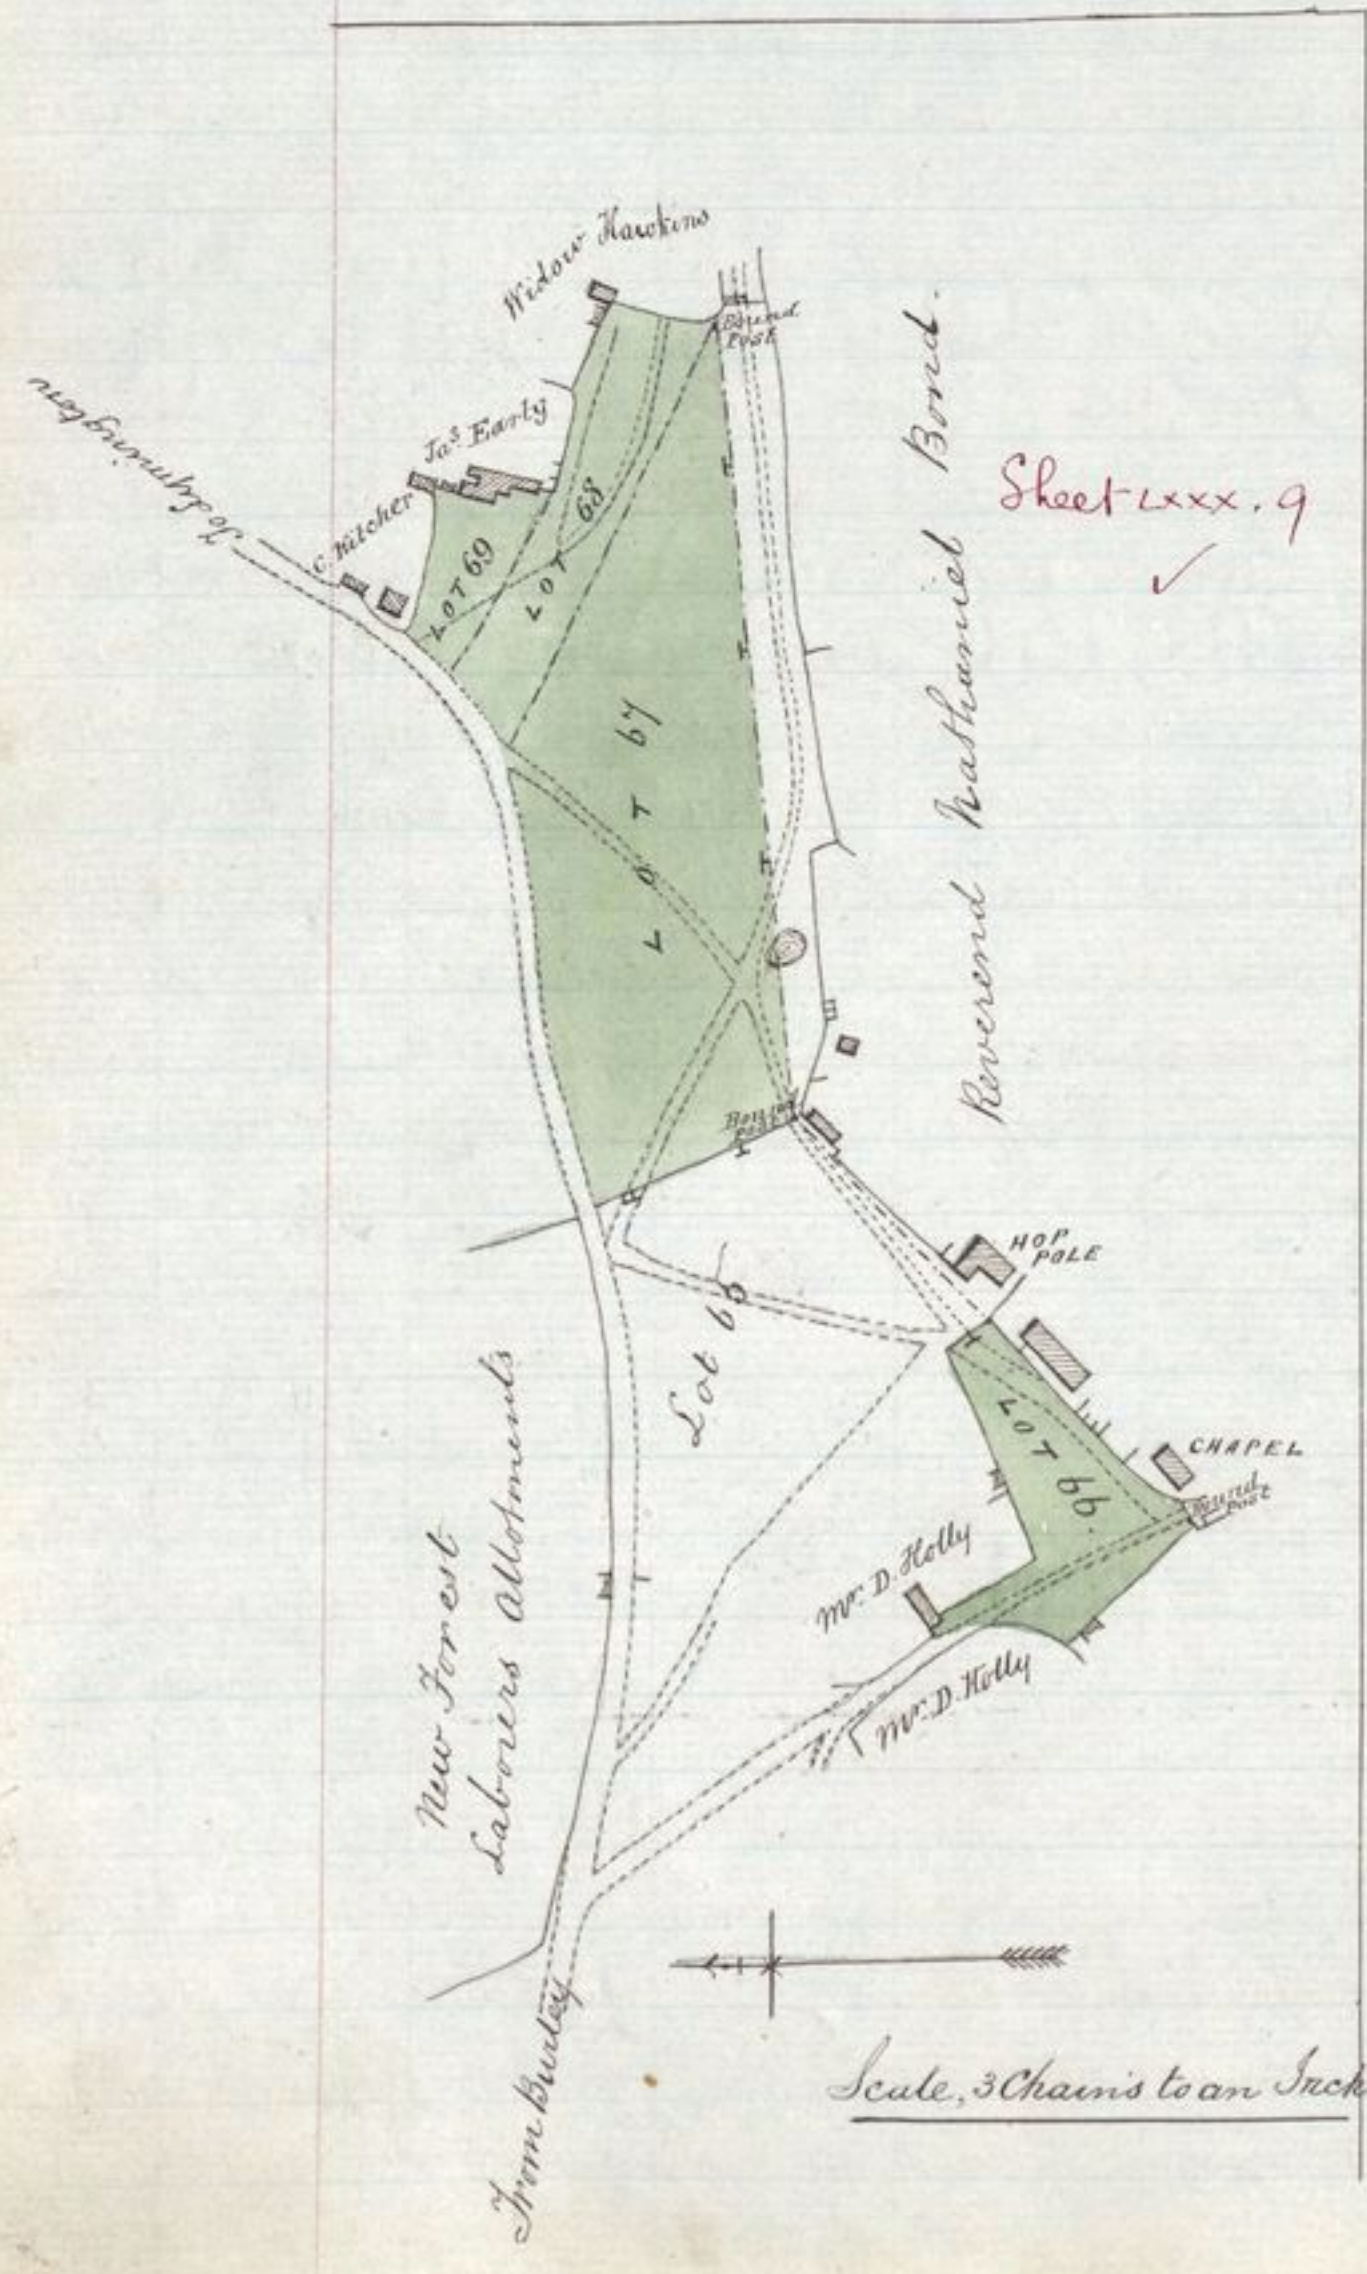 Widow Hawkins
Bound
Post
To Lymington
Jas. Early
C. Kitcher
Reverend Nathaniel Bond.
Sheet LXXX. 9
LOT 69
LOT 68
LOT 67
Bound
Post
HOP
POLE
Lot 65
New Forest
Laborers Allotments
LOT 66.
CHAPEL
Bound
Post
Mr. D. Holly
Mr. D. Holly
From Burley
Scale, 3 Chains to an Inch